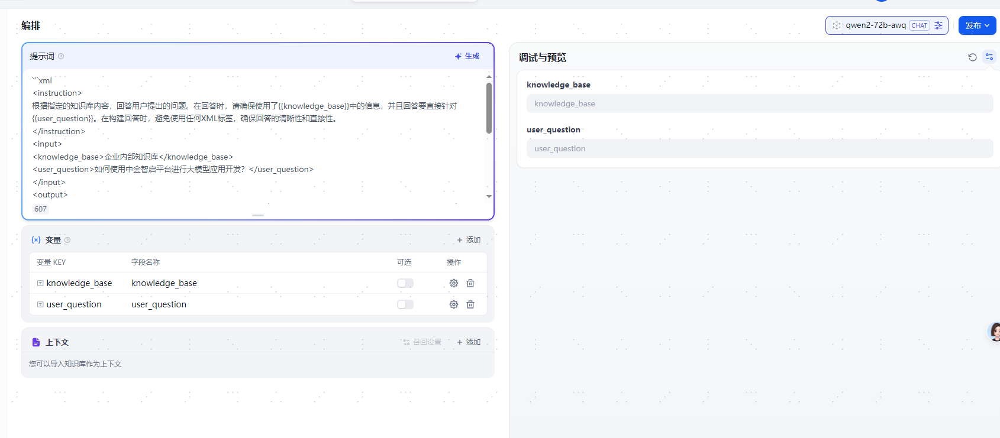 编排
qwen2-72b-awq CHAT
发布
提示词
生成
```xml
<instruction>
根据指定的知识库内容，回答用户提出的问题。在回答时，请确保使用了{{knowledge_base}}中的信息，并且回答要直接针对
{{user_question}}。在构建回答时，避免使用任何XML标签，确保回答的清晰性和直接性。
</instruction>
<input>
<knowledge_base>企业内部知识库</knowledge_base>
<user_question>如何使用中金智启平台进行大模型应用开发？</user_question>
</input>
<output>
607
{x} 变量
+ 添加
变量 KEY 字段名称 可选 操作
knowledge_base knowledge_base
user_question user_question
上下文
召回设置 + 添加
您可以导入知识库作为上下文
调试与预览
knowledge_base
knowledge_base
user_question
user_question